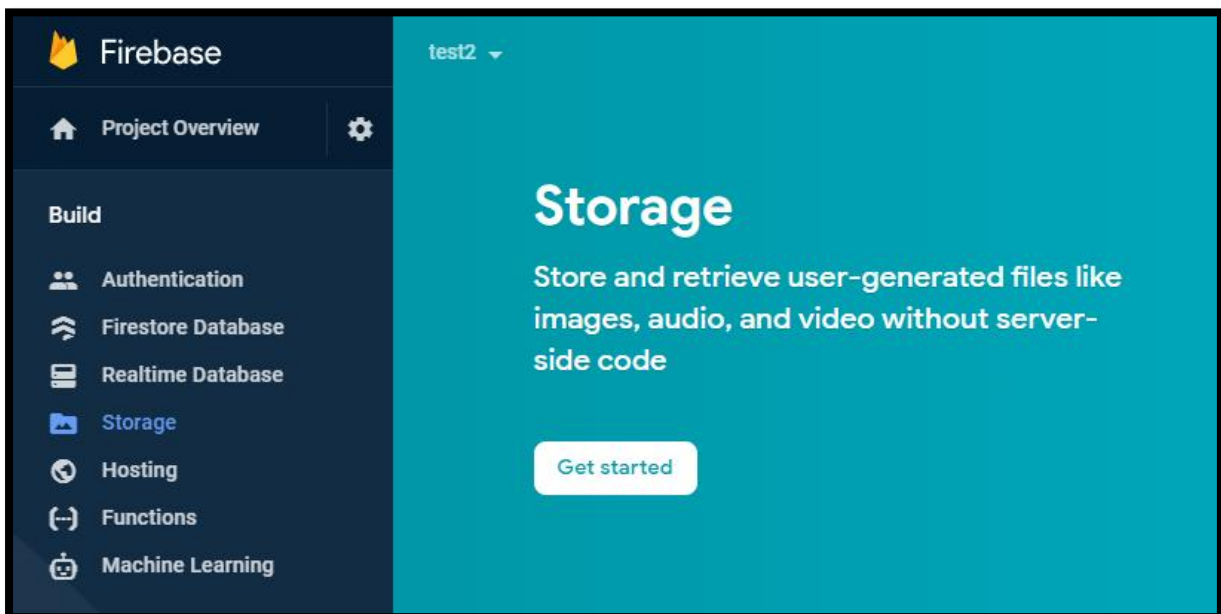 Firebase
Project Overview
Build
Authentication
Firestore Database
Realtime Database
Storage
Hosting
Functions
Machine Learning
test2
Storage
Store and retrieve user-generated files like
images, audio, and video without server-
side code
Get started